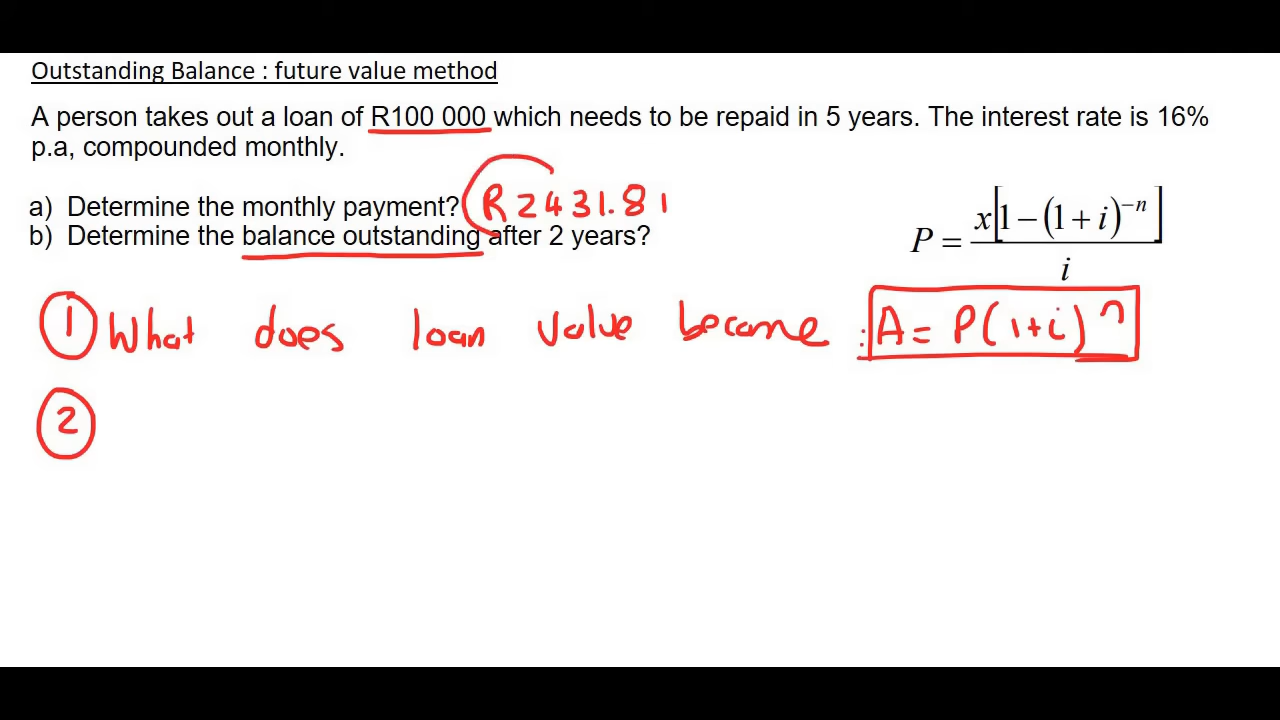 Outstanding Balance : future value method
A person takes out a loan of R100 000 which needs to be repaid in 5 years. The interest rate is 16%
p.a, compounded monthly.
a) Determine the monthly payment? R2431.81
b) Determine the balance outstanding after 2 years?
P = x[1 − (1 + i)^−n] / i
① What does loan value become : A = P(1+i)^n
②